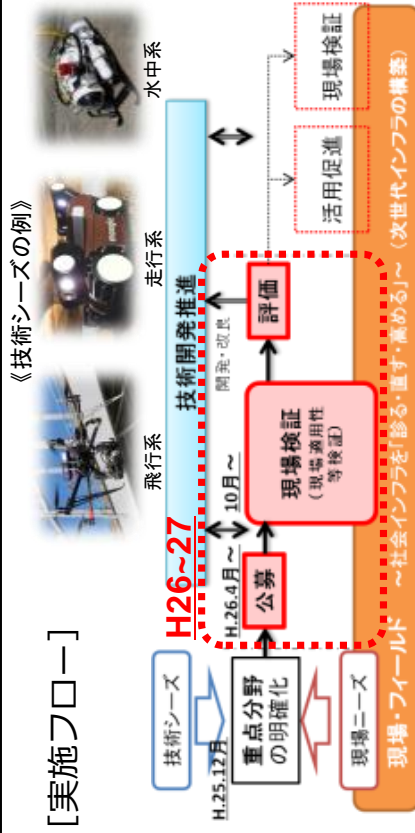 [実施フロー]
《技術シーズの例》
飛行系
走行系
水中系
H26~27
技術開発推進
技術シーズ
H.25.12月
重点分野
の明確化
現場ニーズ
H.26.4月～
公募
10月～
現場検証
(現場適用性
等検証)
開発・改良
評価
活用促進
現場検証
現場・フィールド ～社会インフラを「診る・直す・高める」～ (次世代インフラの構築)